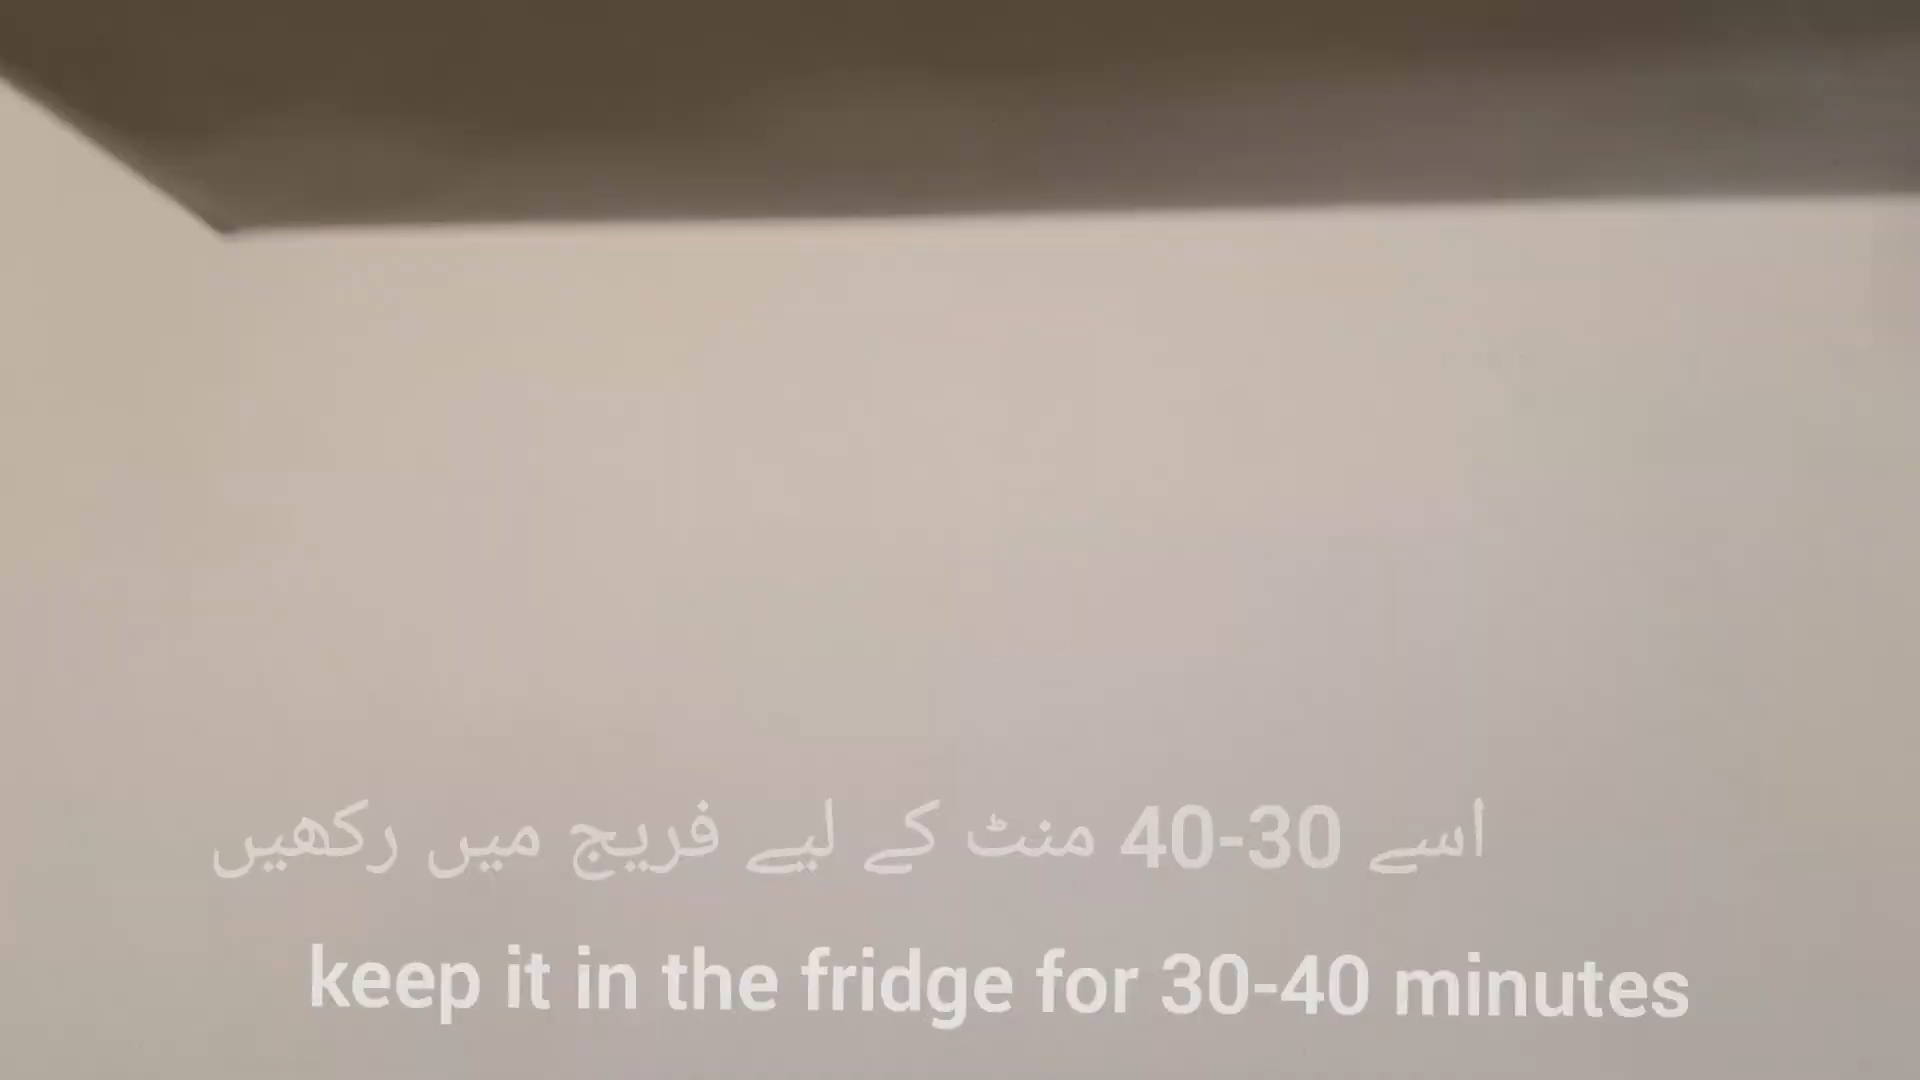 اسے 30-40 منٹ کے لیے فریج میں رکھیں
keep it in the fridge for 30-40 minutes